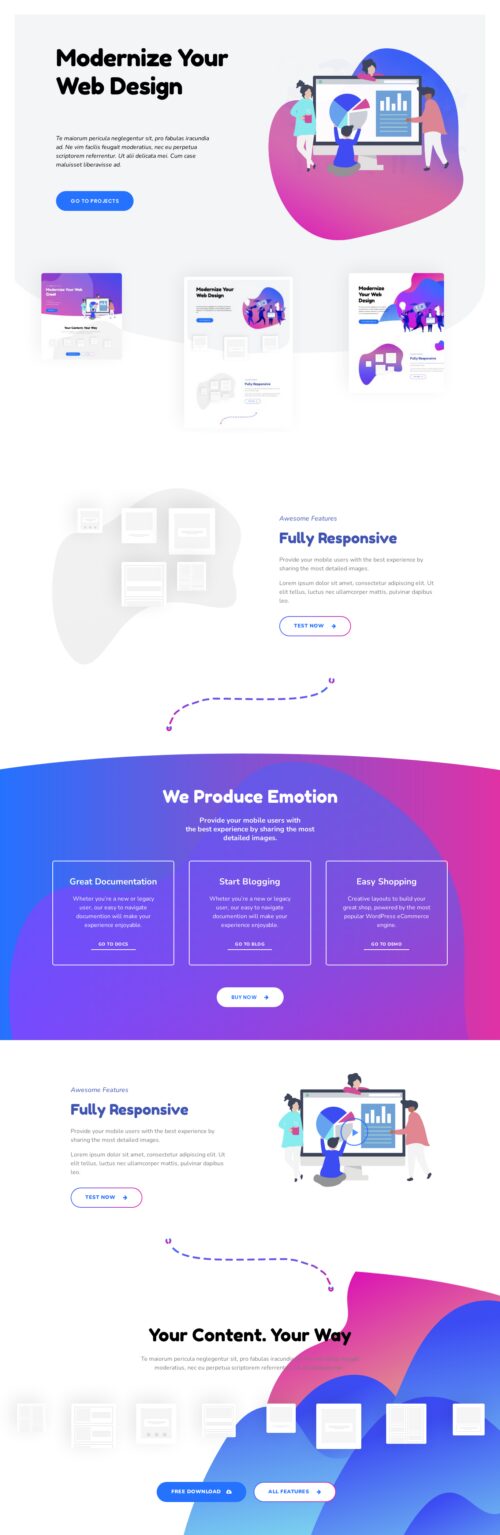 Modernize Your
Web Design
Te maiorum pericula neglegentur sit, pro fabulas iracundia
ad. Ne vim facilis feugait moderatius, nec eu perpetua
scriptorem referrentur. Ut alii delicata mei. Cum case
maluisset liberavisse ad.
GO TO PROJECTS
Modernize Your Web
Great
Your Content. Your Way
Modernize Your
Web Design
Fully Responsive
Modernize
Your Web
Design
Fully Responsive
Awesome Features
Fully Responsive
Provide your mobile users with the best experience by
sharing the most detailed images.
Lorem ipsum dolor sit amet, consectetur adipiscing elit. Ut
elit tellus, luctus nec ullamcorper mattis, pulvinar dapibus
leo.
TEST NOW
We Produce Emotion
Provide your mobile users with
the best experience by sharing the most
detailed images.
Great Documentation
Wheter you're a new or legacy
user, our easy to navigate
documention will make your
experience enjoyable.
GO TO DOCS
Start Blogging
Wheter you're a new or legacy
user, our easy to navigate
documention will make your
experience enjoyable.
GO TO BLOG
Easy Shopping
Creative layouts to build your
great shop, powered by the most
popular WordPress eCommerce
engine.
GO TO DEMO
BUY NOW
Awesome Features
Fully Responsive
Provide your mobile users with the best experience by
sharing the most detailed images.
Lorem ipsum dolor sit amet, consectetur adipiscing elit. Ut
elit tellus, luctus nec ullamcorper mattis, pulvinar dapibus
leo.
TEST NOW
Your Content. Your Way
Te maiorum pericula neglegentur sit, pro fabulas iracundia
moderatius, nec eu perpetua scriptorem referrentur.
FREE DOWNLOAD
ALL FEATURES